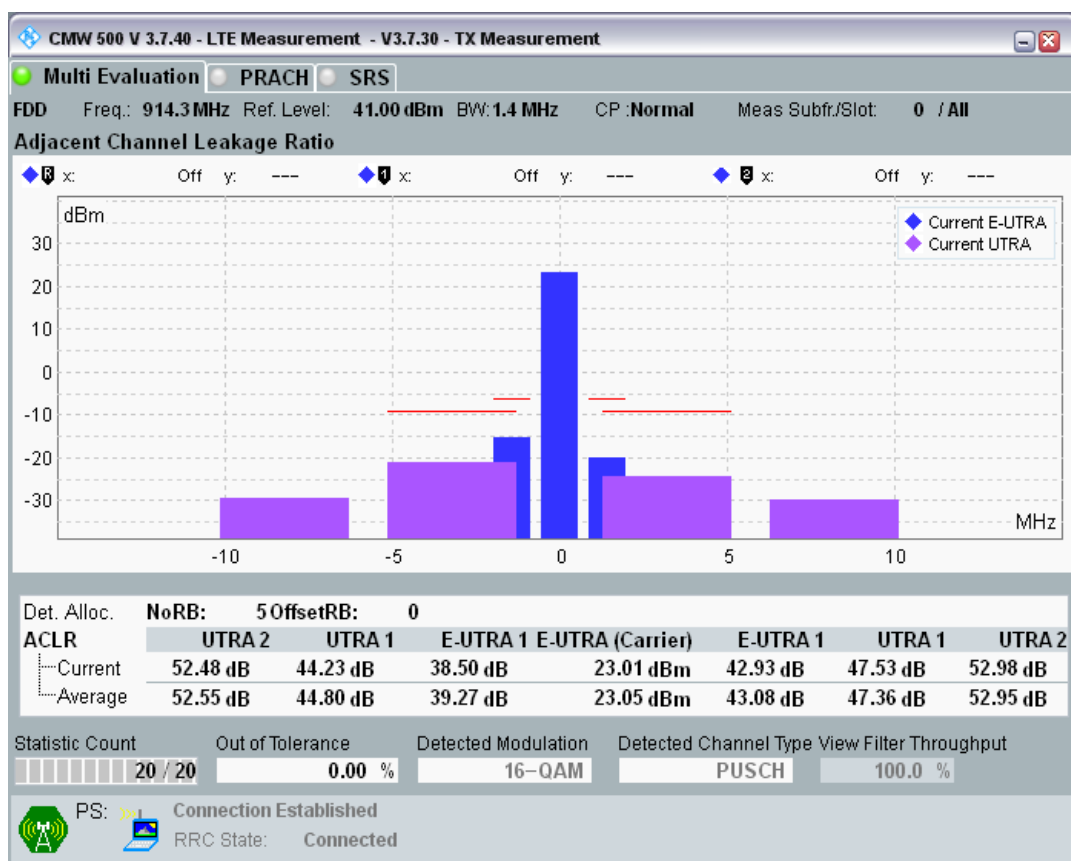 CMW 500 V 3.7.40 - LTE Measurement - V3.7.30 - TX Measurement
Multi Evaluation PRACH SRS
FDD Freq.: 914.3 MHz Ref. Level: 41.00 dBm BW: 1.4 MHz CP : Normal Meas Subfr./Slot: 0 / All
Adjacent Channel Leakage Ratio
R x: Off y: --- 1 x: Off y: --- 2 x: Off y: ---
dBm
Current E-UTRA
Current UTRA
30
20
10
0
-10
-20
-30
MHz
-10 -5 0 5 10
Det. Alloc. NoRB: 5 OffsetRB: 0
ACLR UTRA 2 UTRA 1 E-UTRA 1 E-UTRA (Carrier) E-UTRA 1 UTRA 1 UTRA 2
Current 52.48 dB 44.23 dB 38.50 dB 23.01 dBm 42.93 dB 47.53 dB 52.98 dB
Average 52.55 dB 44.80 dB 39.27 dB 23.05 dBm 43.08 dB 47.36 dB 52.95 dB
Statistic Count Out of Tolerance Detected Modulation Detected Channel Type View Filter Throughput
20 / 20 0.00 % 16-QAM PUSCH 100.0 %
PS: Connection Established
RRC State: Connected